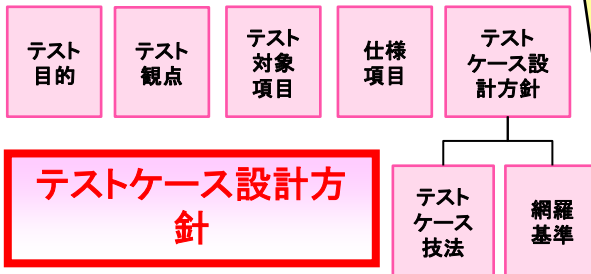 テスト
目的
テスト
観点
テスト
対象
項目
仕様
項目
テスト
ケース設
計方針
テストケース設計方
針
テスト
ケース
技法
網羅
基準